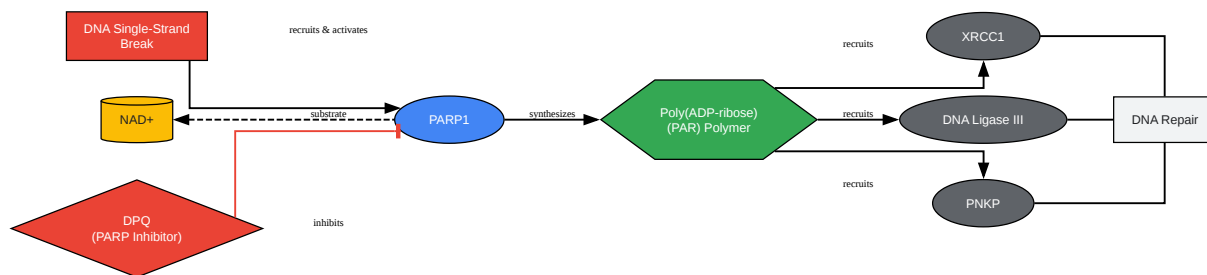 DNA Single-Strand
Break
recruits & activates
NAD+
substrate
PARP1
synthesizes
Poly(ADP-ribose)
(PAR) Polymer
recruits
XRCC1
recruits
DNA Ligase III
DNA Repair
recruits
PNKP
DPQ
(PARP Inhibitor)
inhibits